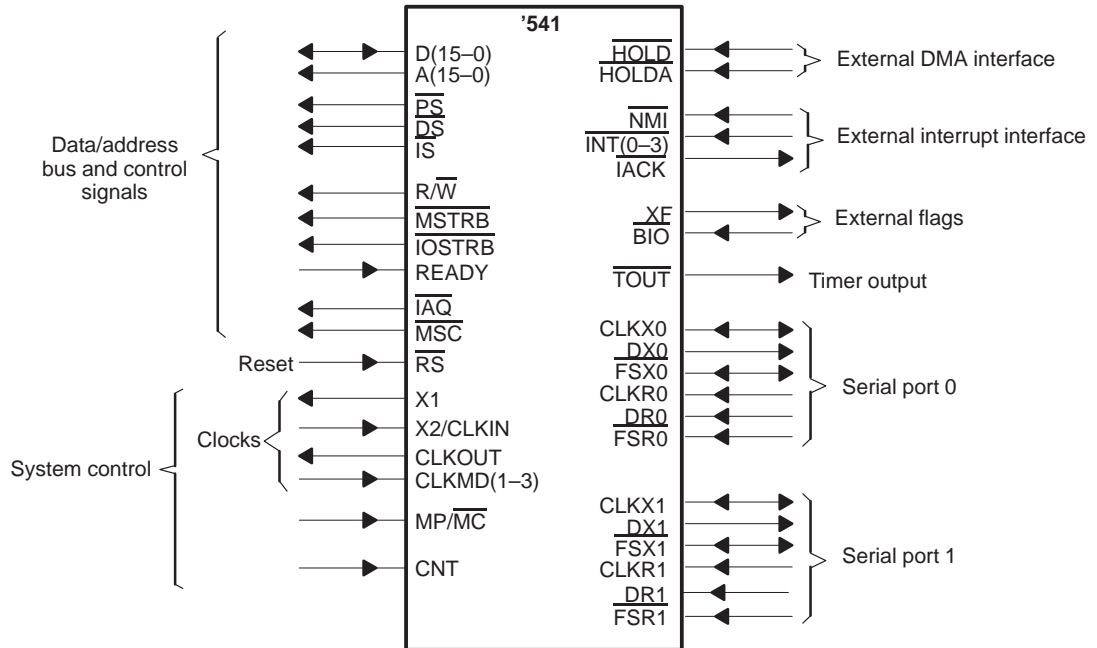 '541
Data/address
bus and control
signals
D(15–0)
A(15–0)
PS
DS
IS
R/W
MSTRB
IOSTRB
READY
IAQ
MSC
Reset
RS
System control
Clocks
X1
X2/CLKIN
CLKOUT
CLKMD(1–3)
MP/MC
CNT
HOLD
HOLDA
External DMA interface
NMI
INT(0–3)
IACK
External interrupt interface
XF
BIO
External flags
TOUT
Timer output
CLKX0
DX0
FSX0
CLKR0
DR0
FSR0
Serial port 0
CLKX1
DX1
FSX1
CLKR1
DR1
FSR1
Serial port 1